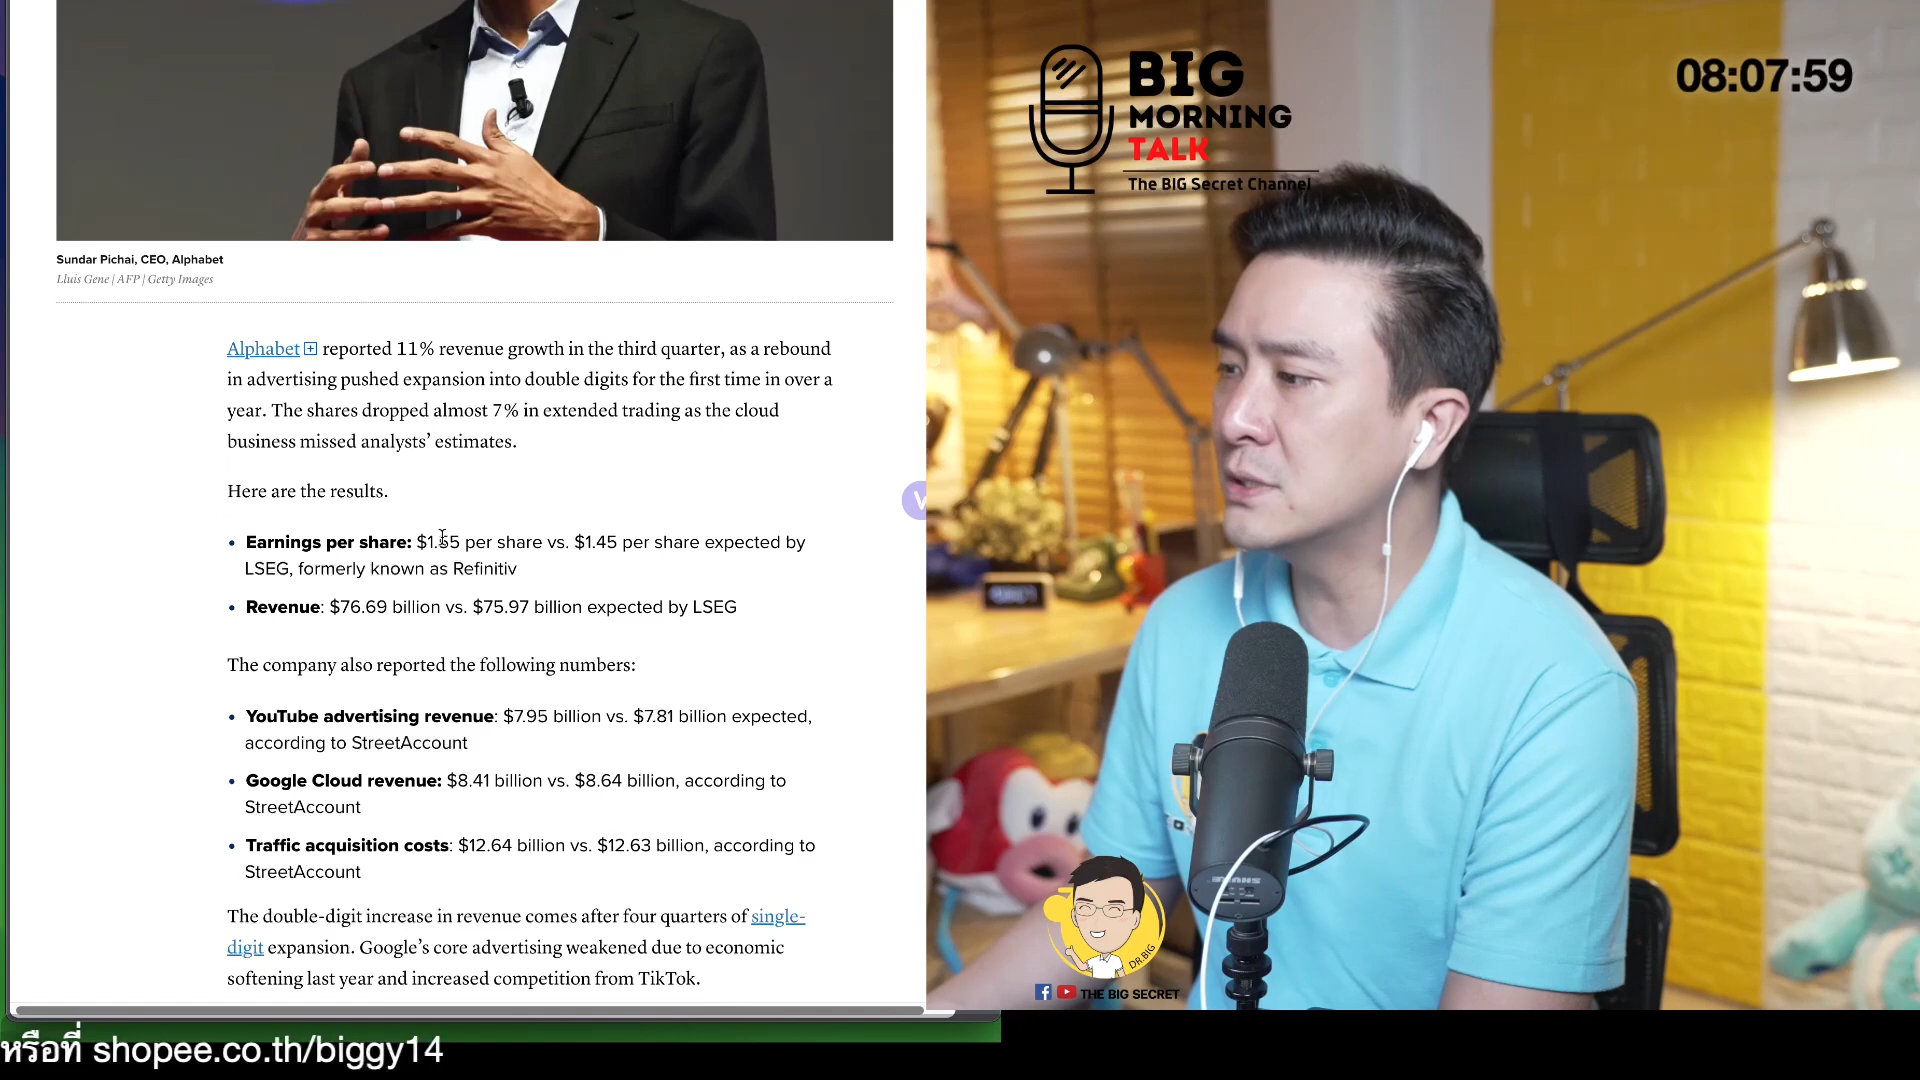 Sundar Pichai, CEO, Alphabet
Lluis Gene | AFP | Getty Images
Alphabet reported 11% revenue growth in the third quarter, as a rebound
in advertising pushed expansion into double digits for the first time in over a
year. The shares dropped almost 7% in extended trading as the cloud
business missed analysts’ estimates.
Here are the results.
• Earnings per share: $1.55 per share vs. $1.45 per share expected by
LSEG, formerly known as Refinitiv
• Revenue: $76.69 billion vs. $75.97 billion expected by LSEG
The company also reported the following numbers:
• YouTube advertising revenue: $7.95 billion vs. $7.81 billion expected,
according to StreetAccount
• Google Cloud revenue: $8.41 billion vs. $8.64 billion, according to
StreetAccount
• Traffic acquisition costs: $12.64 billion vs. $12.63 billion, according to
StreetAccount
The double-digit increase in revenue comes after four quarters of single-
digit expansion. Google’s core advertising weakened due to economic
softening last year and increased competition from TikTok.
BIG
MORNING
TALK
The BIG Secret Channel
08:07:59
SHURE
DR.BIG
THE BIG SECRET
หรือที่ shopee.co.th/biggy14